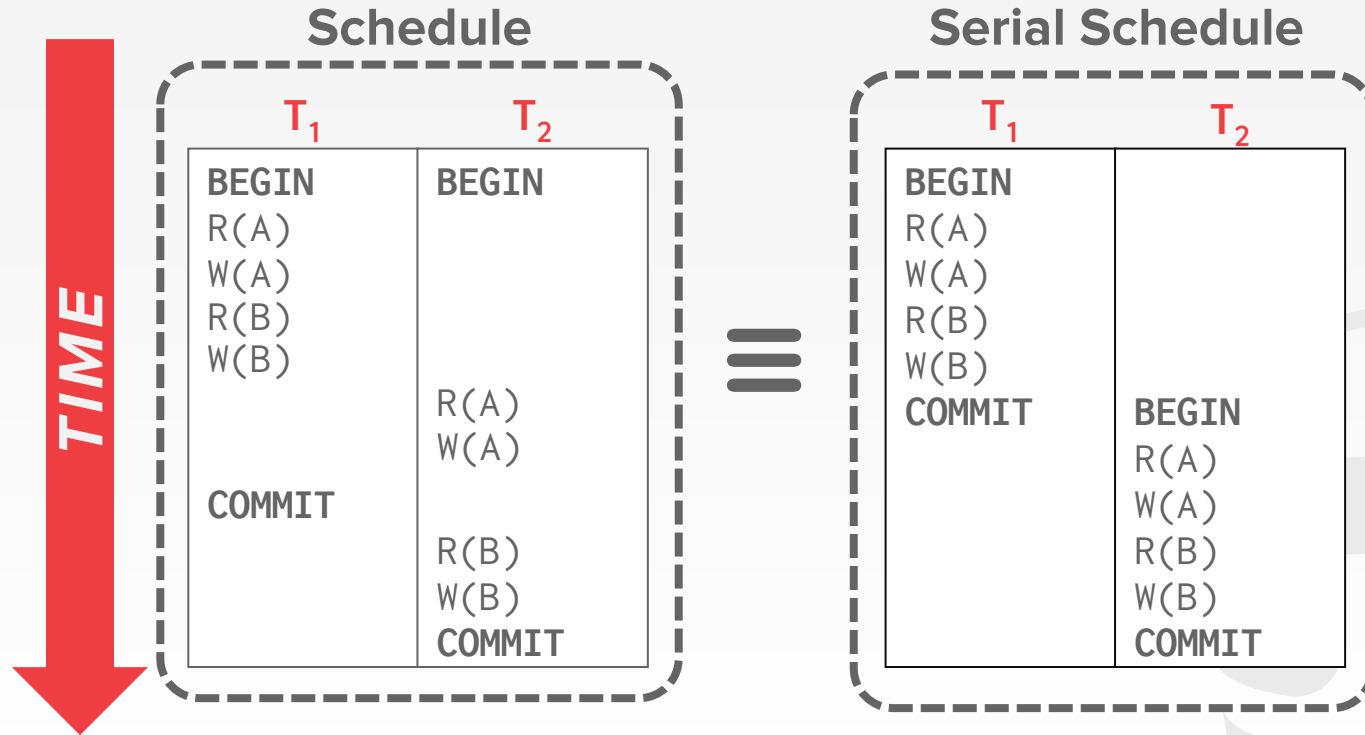 Schedule
T₁ T₂
BEGIN BEGIN
R(A)
W(A)
R(B)
W(B)
R(A)
W(A)
COMMIT
R(B)
W(B)
COMMIT
TIME
≡
Serial Schedule
T₁ T₂
BEGIN
R(A)
W(A)
R(B)
W(B)
COMMIT BEGIN
R(A)
W(A)
R(B)
W(B)
COMMIT